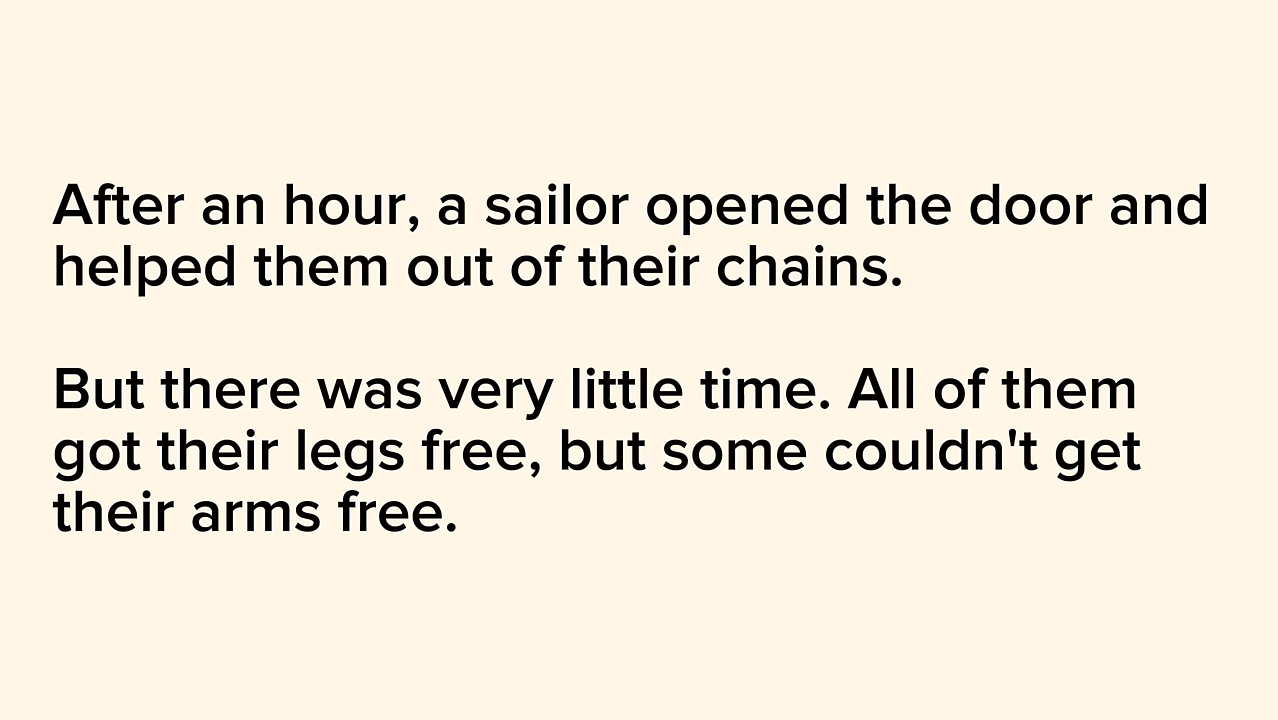 After an hour, a sailor opened the door and
helped them out of their chains.
But there was very little time. All of them
got their legs free, but some couldn't get
their arms free.